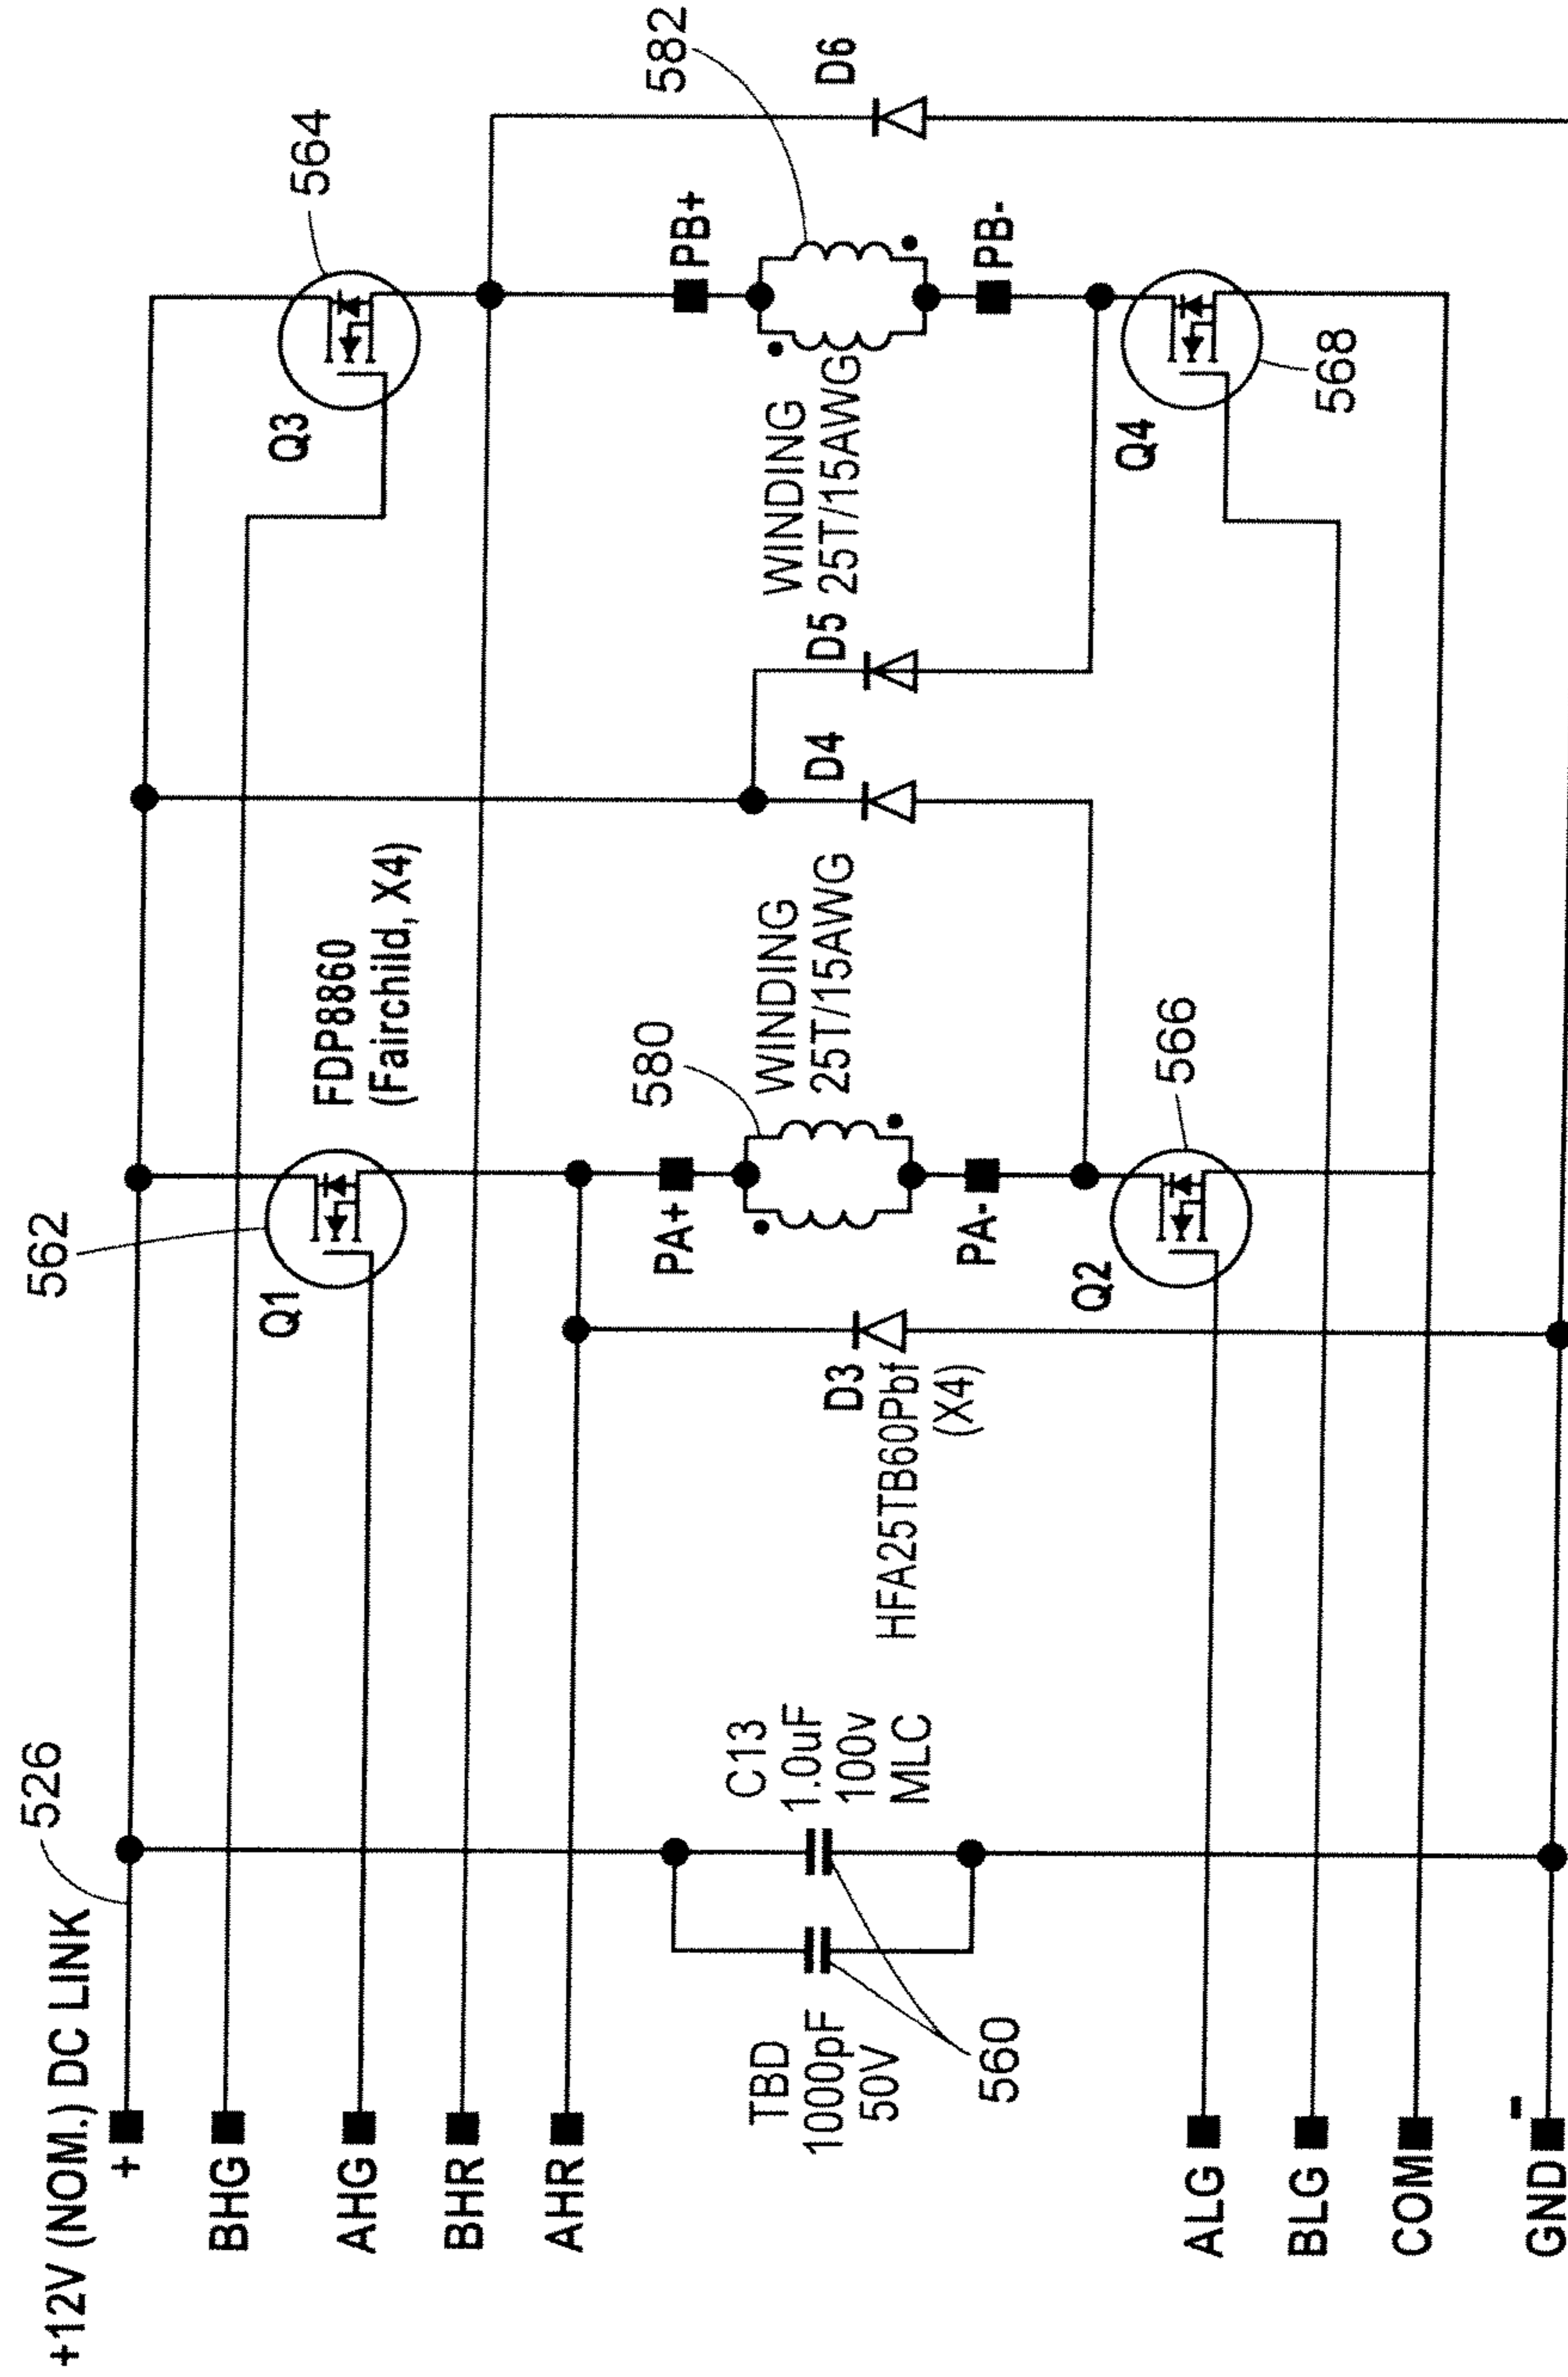 +12V (NOM.) DC LINK
526
+
BHG
AHG
BHR
AHR
ALG
BLG
COM
-
GND
TBD
1000pF
50V
560
C13
1.0uF
100v
MLC
562
Q1
FDP8860
(Fairchild, X4)
PA+
580
WINDING
25T/15AWG
PA-
D3
HFA25TB60Pbf
(X4)
Q2
566
D4
D5
564
Q3
PB+
582
WINDING
25T/15AWG
PB-
Q4
568
D6